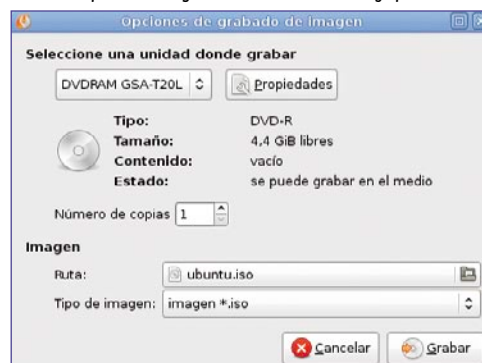 Opciones de grabado de imagen
Seleccione una unidad donde grabar
DVDRAM GSA-T20L
Propiedades
Tipo: DVD-R
Tamaño: 4,4 GiB libres
Contenido: vacío
Estado: se puede grabar en el medio
Número de copias 1
Imagen
Ruta: ubuntu.iso
Tipo de imagen: imagen *.iso
Cancelar Grabar